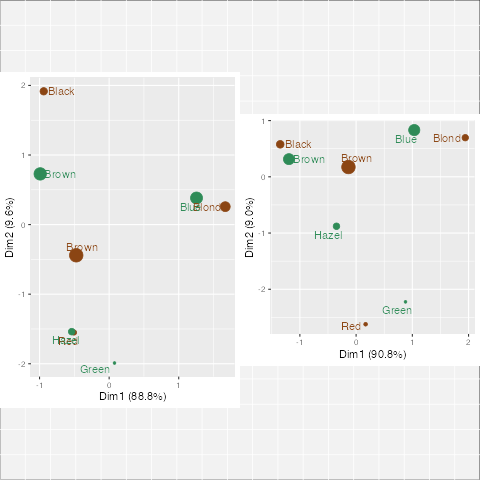 2
1
0
-1
-2
-1
0
1
Dim2 (9.6%)
Dim1 (88.8%)
Black
Brown
Blue
Blond
Brown
Hazel
Red
Green
1
0
-1
-2
-1
0
1
2
Dim2 (9.0%)
Dim1 (90.8%)
Black
Brown
Brown
Blue
Blond
Hazel
Green
Red